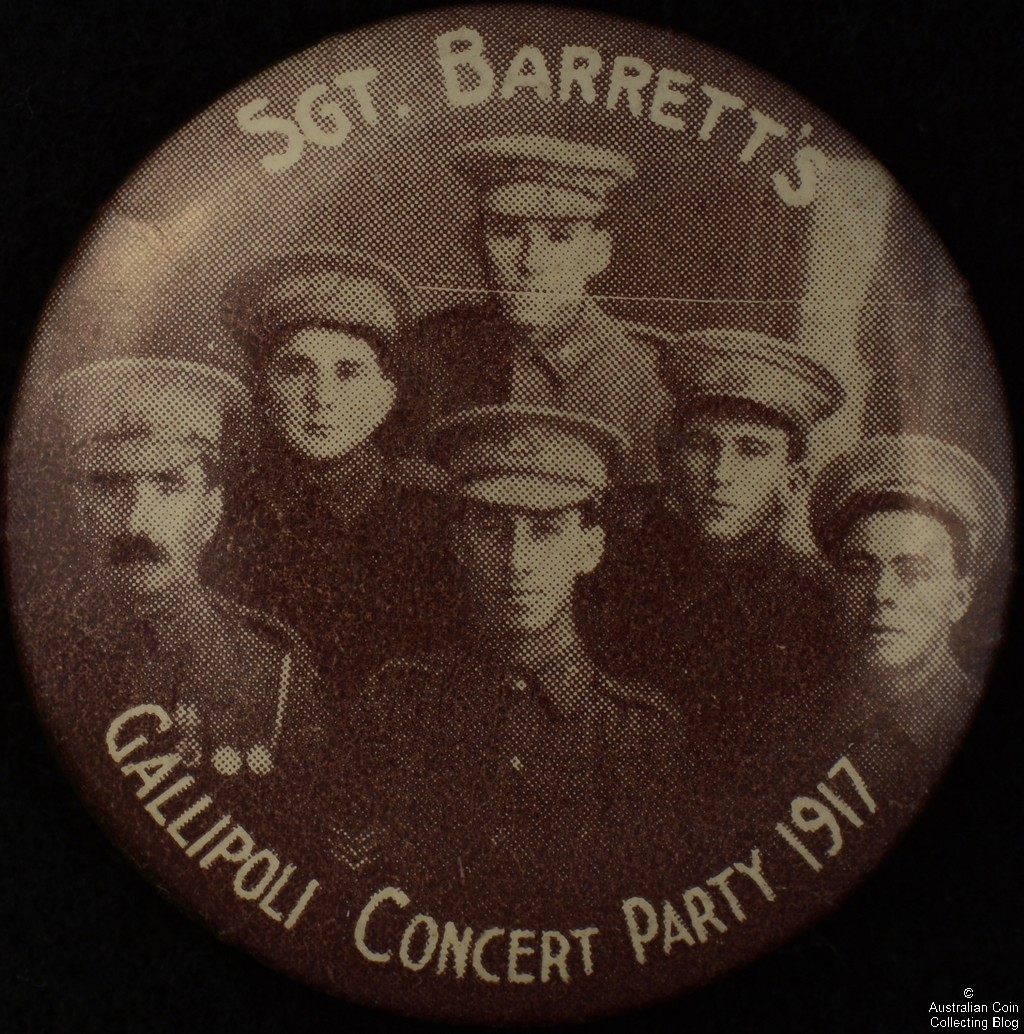 SGT. BARRETT'S
GALLIPOLI CONCERT PARTY 1917
©
Australian Coin
Collecting Blog